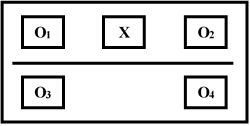 O₁ X O₂
O₃ O₄